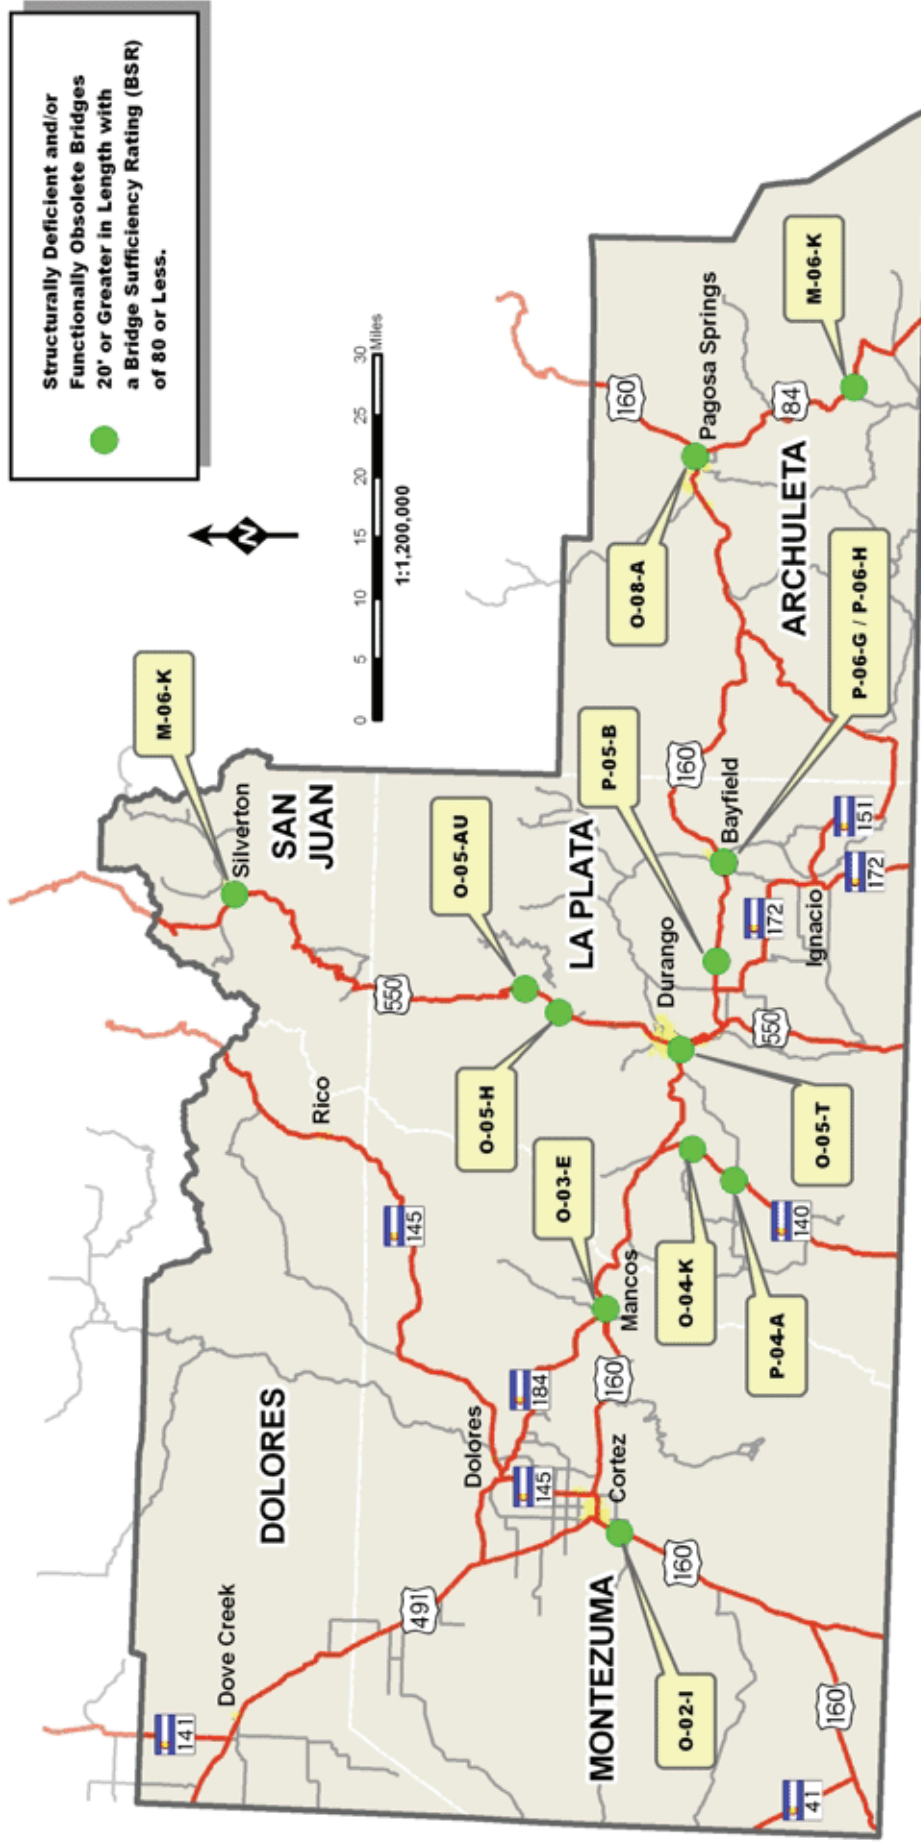 Structurally Deficient and/or
Functionally Obsolete Bridges
20' or Greater in Length with
a Bridge Sufficiency Rating (BSR)
of 80 or Less.
N
0 5 10 15 20 25 30 Miles
1:1,200,000
M-06-K
Silverton
SAN
JUAN
550
O-05-AU
O-05-H
LA PLATA
P-05-B
Durango
O-05-T
550
160
Bayfield
P-06-G / P-06-H
172
Ignacio
151
172
O-08-A
160
Pagosa Springs
84
M-06-K
ARCHULETA
Rico
145
O-03-E
Mancos
O-04-K
P-04-A
140
DOLORES
Dolores
184
145
160
Cortez
141
Dove Creek
491
MONTEZUMA
O-02-I
160
160
41